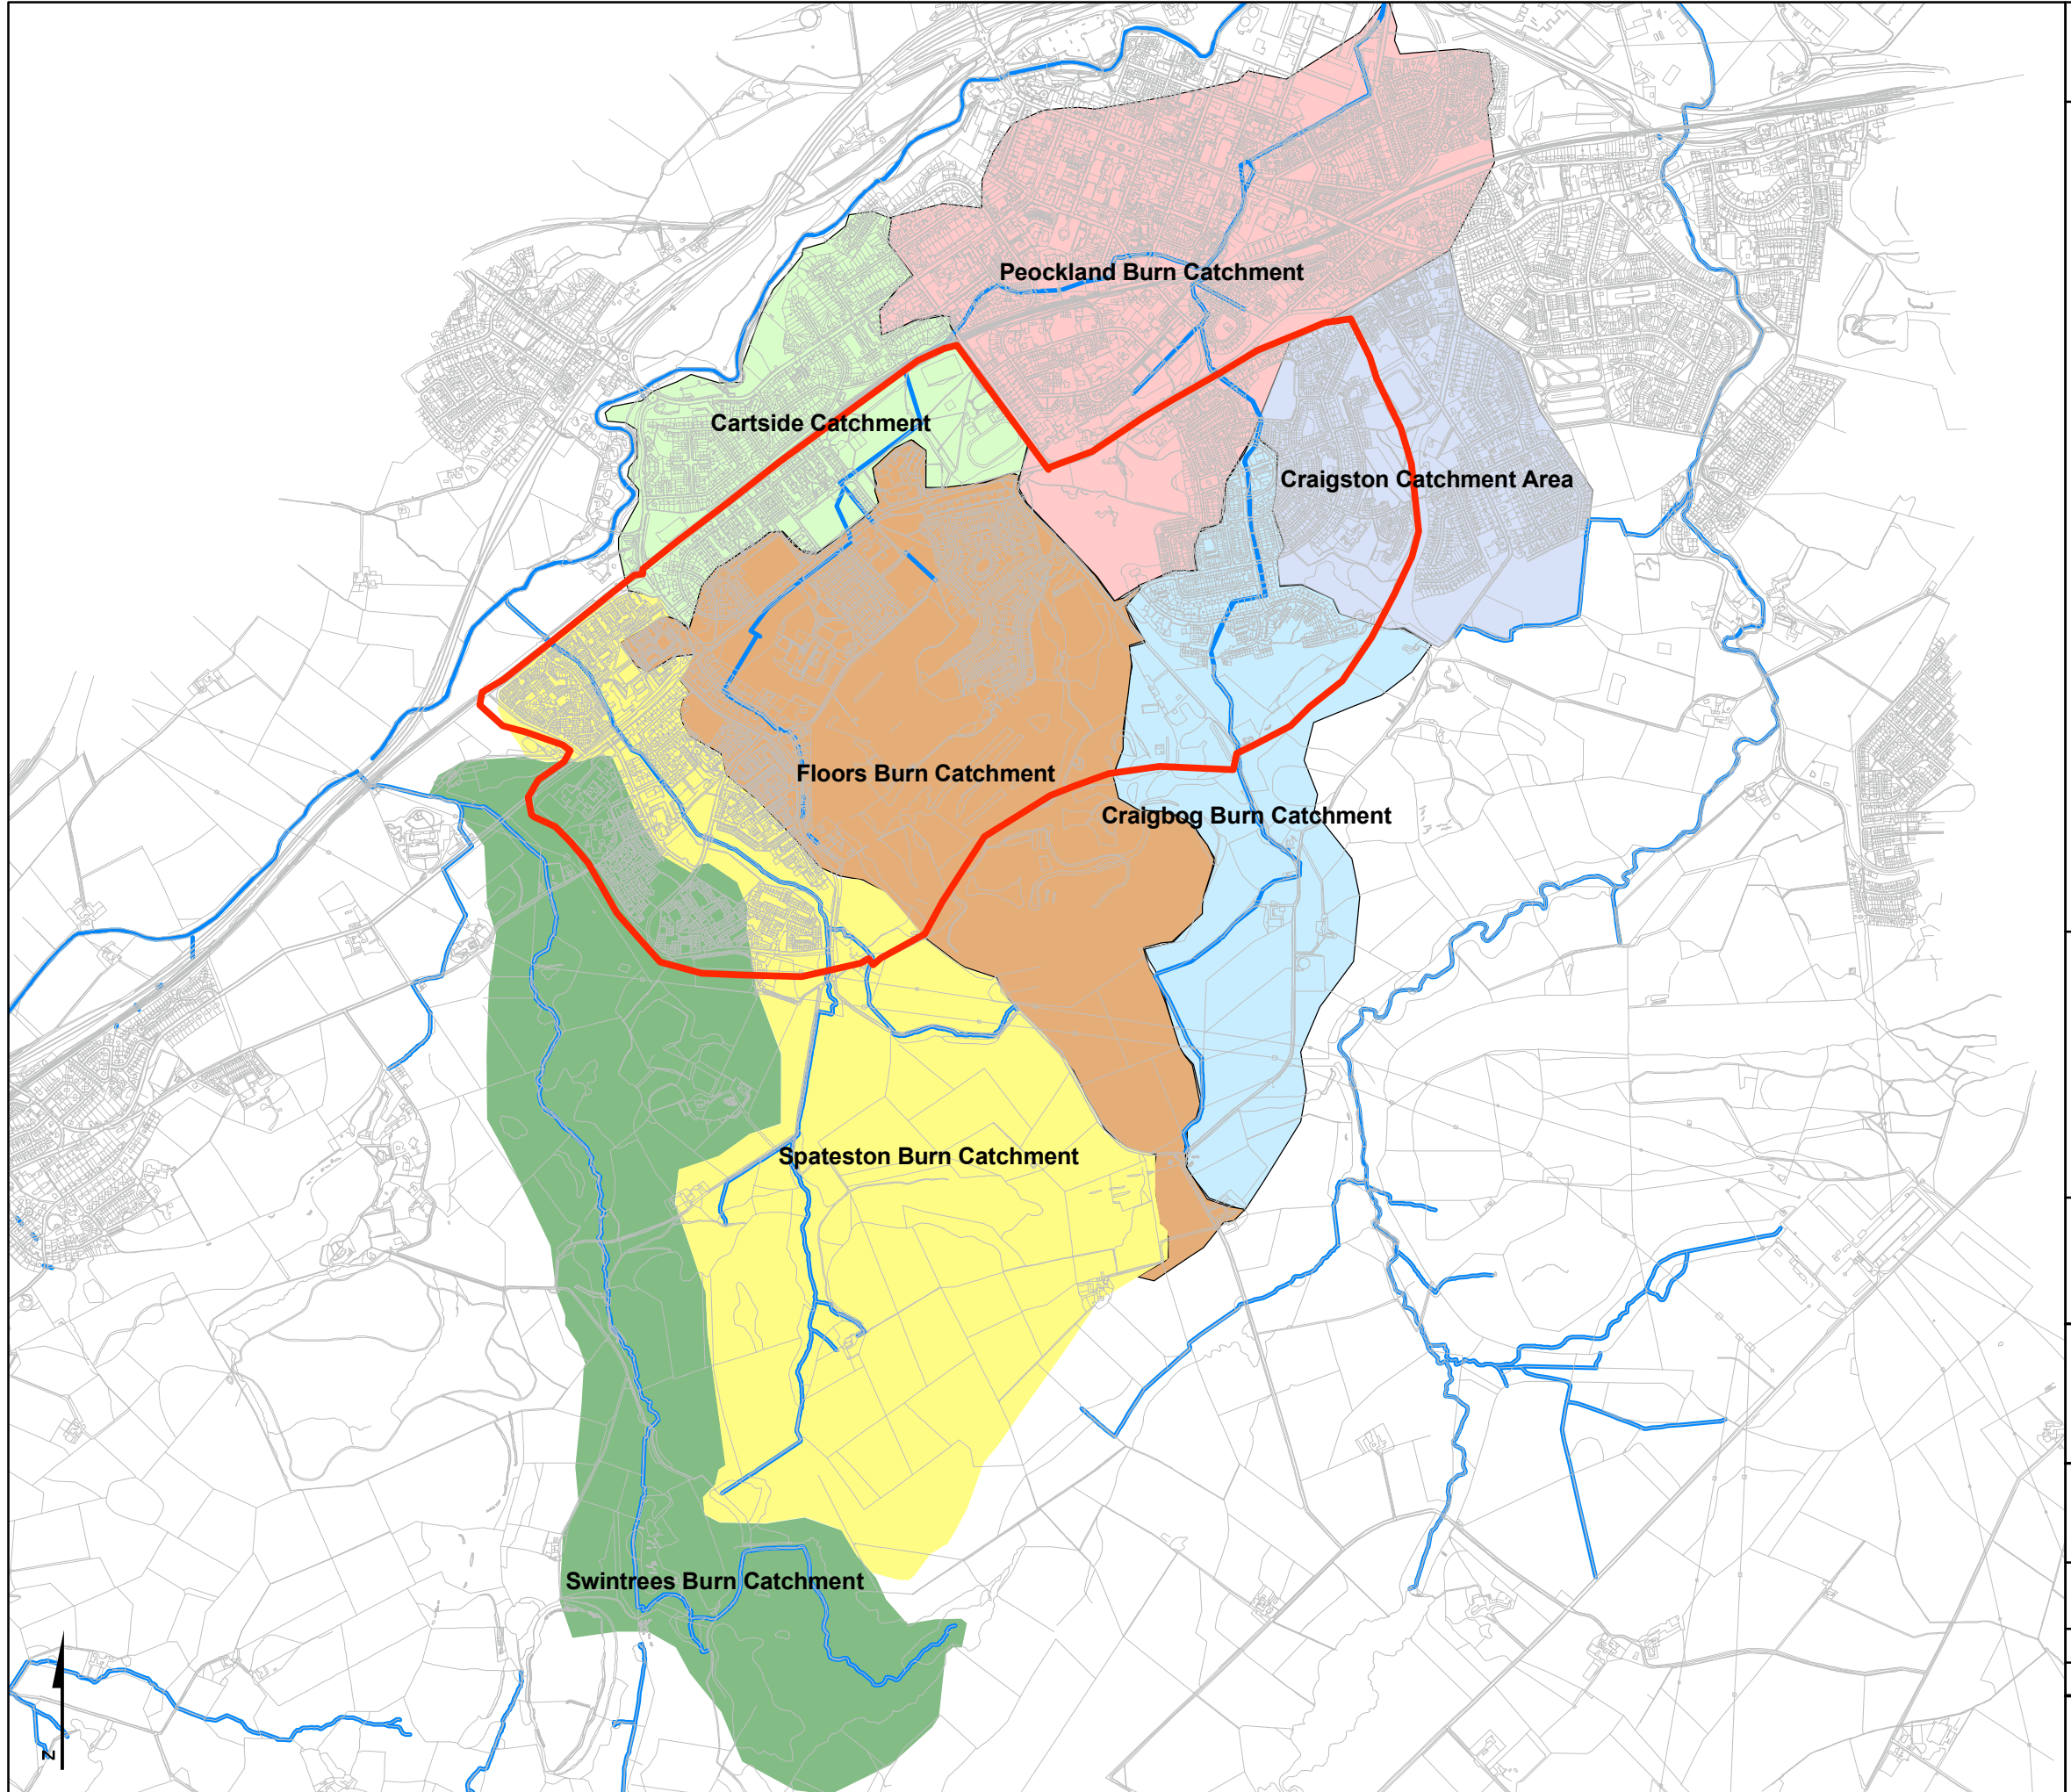 Peockland Burn Catchment
Cartside Catchment
Craigston Catchment Area
Floors Burn Catchment
Craigbog Burn Catchment
Spateston Burn Catchment
Swintrees Burn Catchment
N